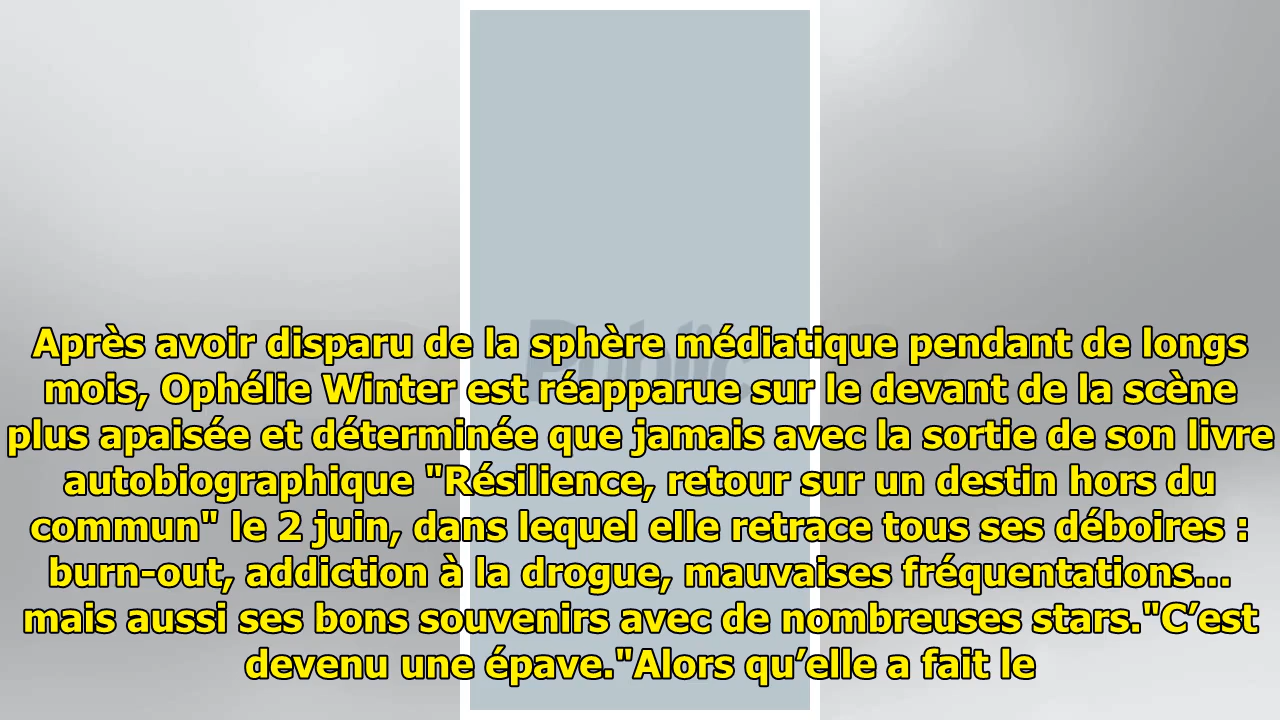 Après avoir disparu de la sphère médiatique pendant de longs
mois, Ophélie Winter est réapparue sur le devant de la scène
plus apaisée et déterminée que jamais avec la sortie de son livre
autobiographique "Résilience, retour sur un destin hors du
commun" le 2 juin, dans lequel elle retrace tous ses déboires :
burn-out, addiction à la drogue, mauvaises fréquentations...
mais aussi ses bons souvenirs avec de nombreuses stars."C’est
devenu une épave."Alors qu’elle a fait le
Public